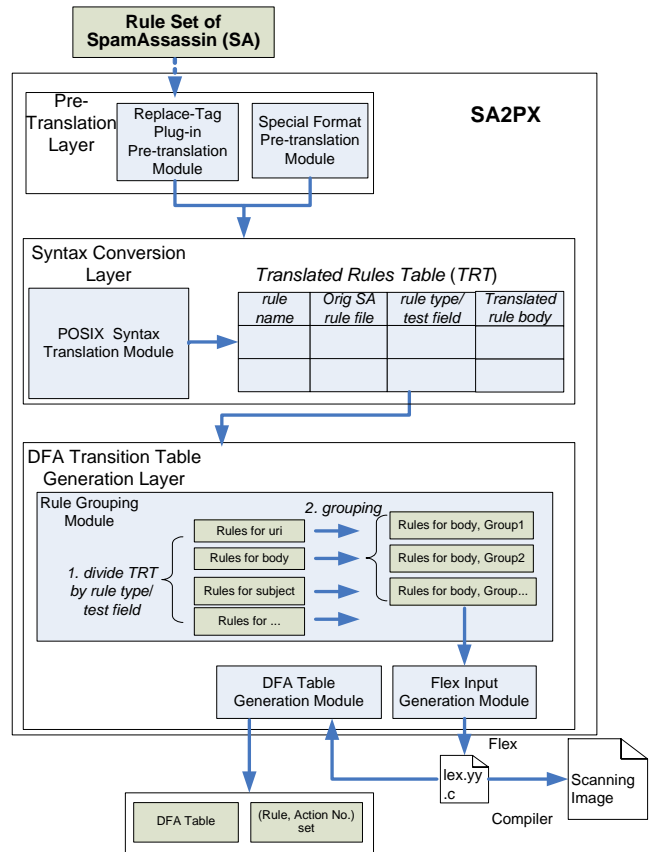 Rule Set of
SpamAssassin (SA)
SA2PX
Pre-
Translation
Layer
Replace-Tag
Plug-in
Pre-translation
Module
Special Format
Pre-translation
Module
Syntax Conversion
Layer
Translated Rules Table (TRT)
POSIX Syntax
Translation Module
rule
name
Orig SA
rule file
rule type/
test field
Translated
rule body
DFA Transition Table
Generation Layer
Rule Grouping
Module
2. grouping
1. divide TRT
by rule type/
test field
Rules for uri
Rules for body
Rules for subject
Rules for ...
Rules for body, Group1
Rules for body, Group2
Rules for body, Group...
DFA Table
Generation Module
Flex Input
Generation Module
Flex
lex.yy
.c
Compiler
Scanning
Image
DFA Table
(Rule, Action No.)
set